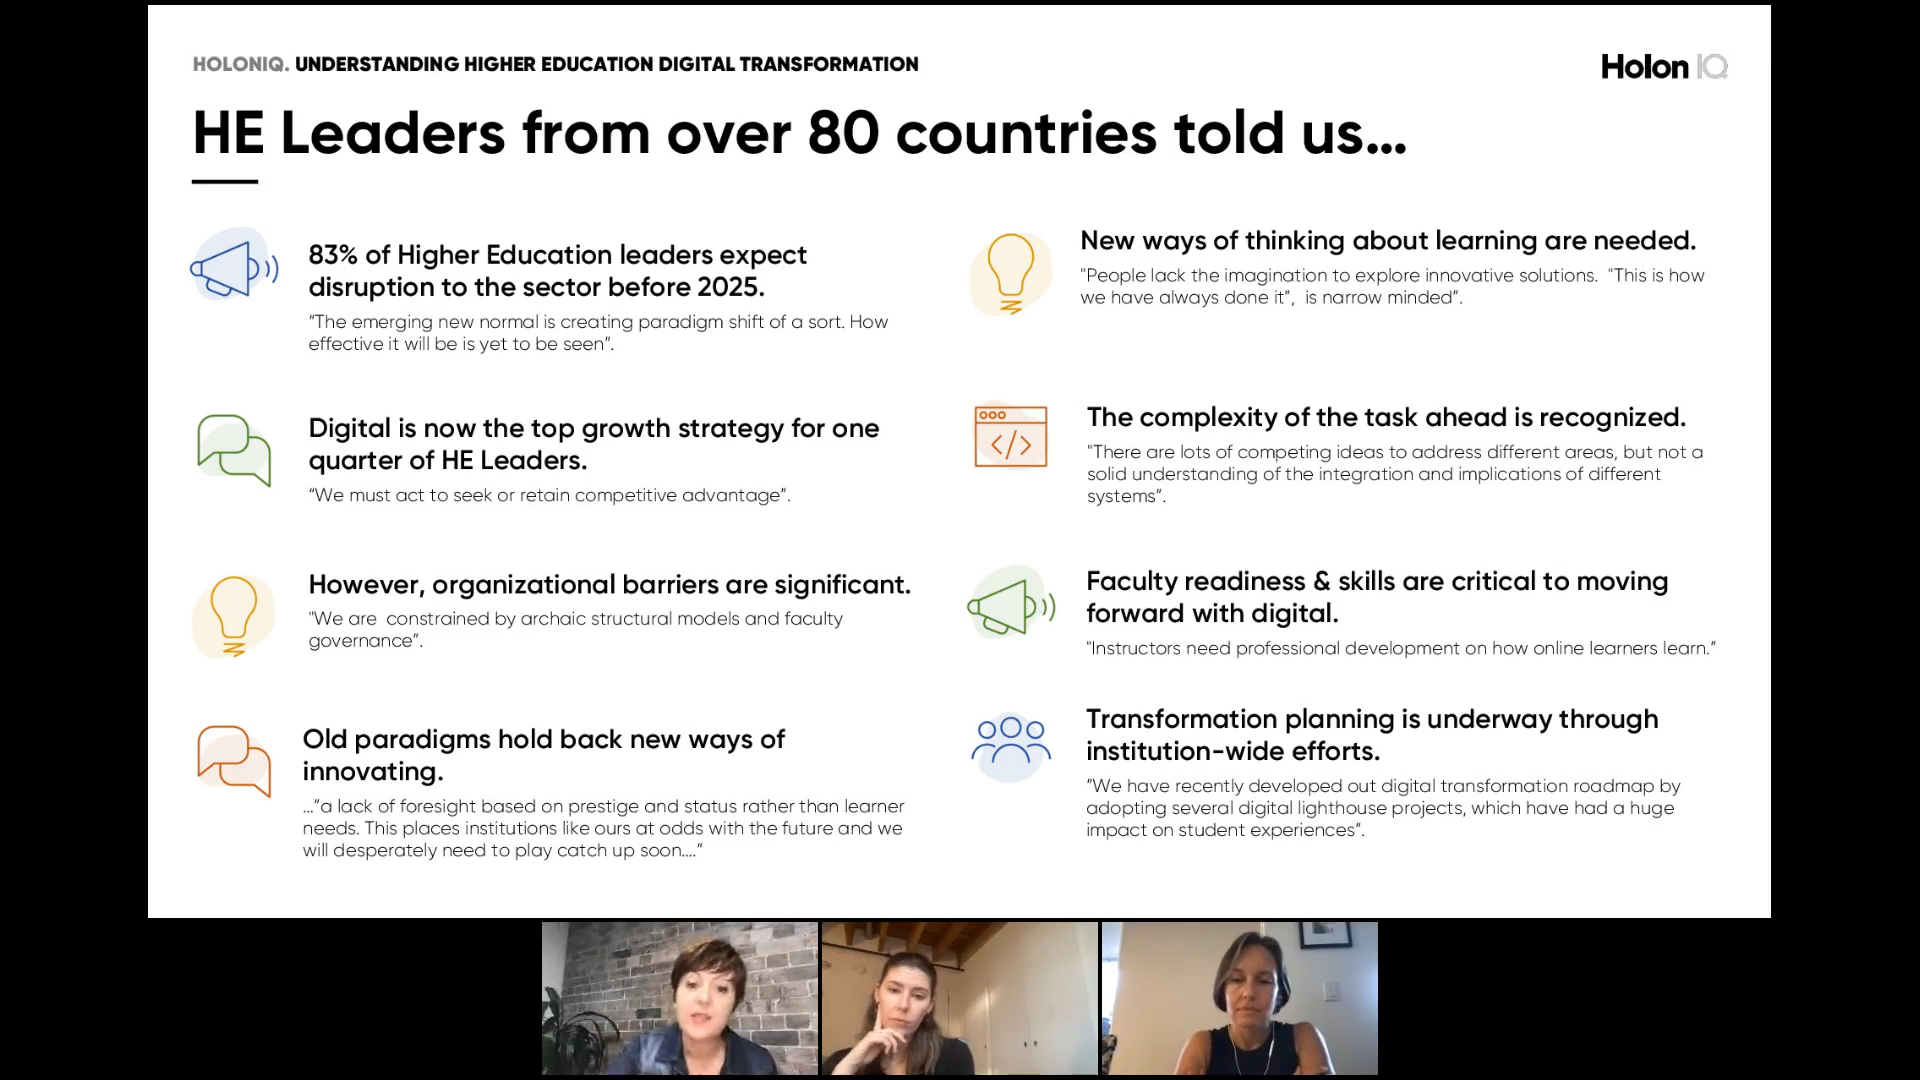 HOLONIQ. UNDERSTANDING HIGHER EDUCATION DIGITAL TRANSFORMATION
Holon IQ
HE Leaders from over 80 countries told us...
83% of Higher Education leaders expect
disruption to the sector before 2025.
“The emerging new normal is creating paradigm shift of a sort. How
effective it will be is yet to be seen”.
Digital is now the top growth strategy for one
quarter of HE Leaders.
“We must act to seek or retain competitive advantage”.
However, organizational barriers are significant.
"We are  constrained by archaic structural models and faculty
governance”.
Old paradigms hold back new ways of
innovating.
...“a lack of foresight based on prestige and status rather than learner
needs. This places institutions like ours at odds with the future and we
will desperately need to play catch up soon....”
New ways of thinking about learning are needed.
"People lack the imagination to explore innovative solutions.  "This is how
we have always done it”,  is narrow minded”.
The complexity of the task ahead is recognized.
"There are lots of competing ideas to address different areas, but not a
solid understanding of the integration and implications of different
systems”.
Faculty readiness & skills are critical to moving
forward with digital.
"Instructors need professional development on how online learners learn.”
Transformation planning is underway through
institution-wide efforts.
“We have recently developed out digital transformation roadmap by
adopting several digital lighthouse projects, which have had a huge
impact on student experiences”.